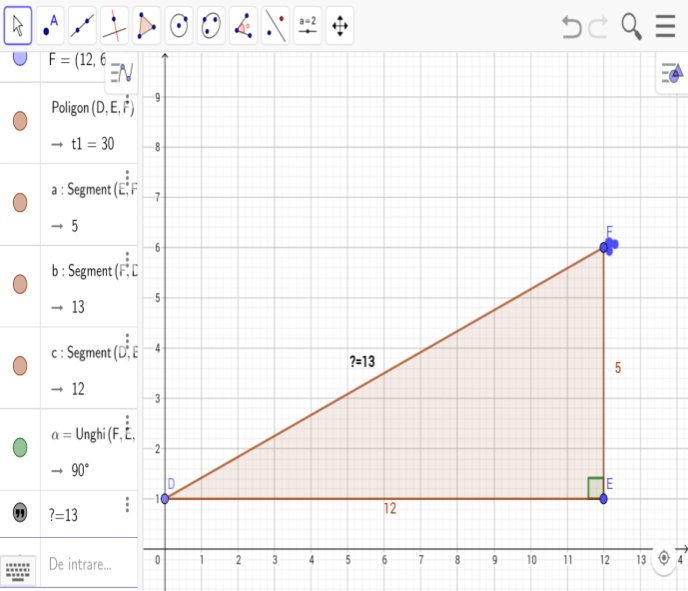 A
a=2
F = (12, 6
Poligon (D, E, F)
→ t1 = 30
a : Segment (E, F
→ 5
b : Segment (F, D
→ 13
c : Segment (D, E
→ 12
α = Unghi (F, E,
→ 90°
?=13
De intrare...
9
8
7
6
5
4
3
2
1
0 1 2 3 4 5 6 7 8 9 10 11 12 13 4
F
?=13
5
D
E
12